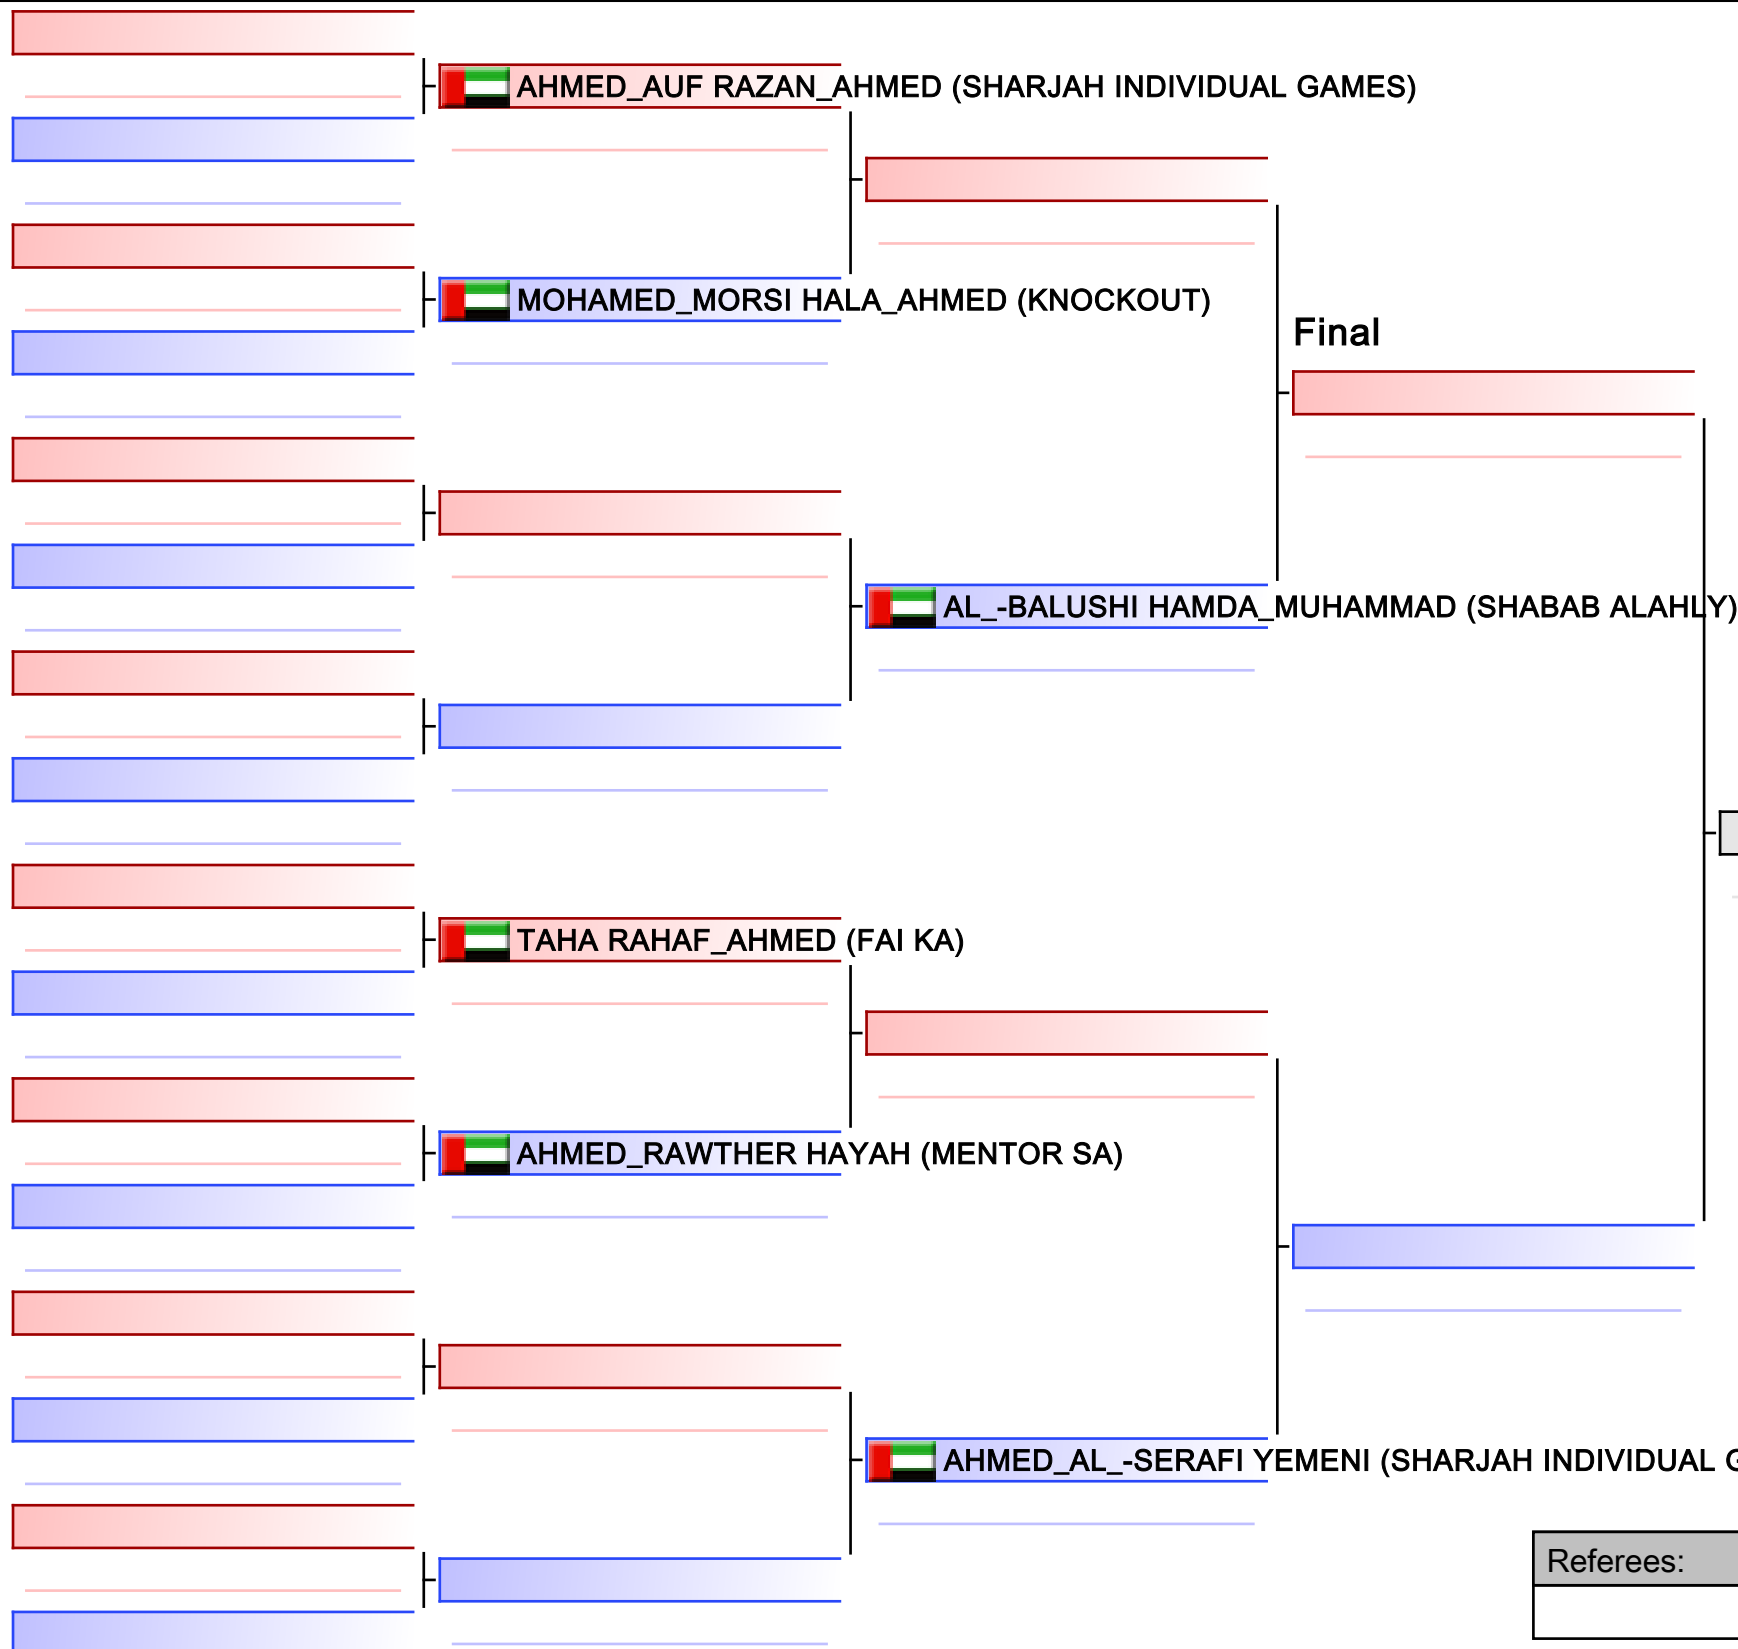 AHMED_AUF RAZAN_AHMED (SHARJAH INDIVIDUAL GAMES)
MOHAMED_MORSI HALA_AHMED (KNOCKOUT)
Final
AL_-BALUSHI HAMDA_MUHAMMAD (SHABAB ALAHLY)
TAHA RAHAF_AHMED (FAI KA)
AHMED_RAWTHER HAYAH (MENTOR SA)
AHMED_AL_-SERAFI YEMENI (SHARJAH INDIVIDUAL
Referees: